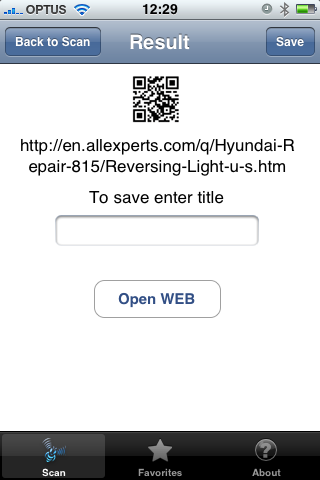 OPTUS 12:29
Back to Scan Result Save
http://en.allexperts.com/q/Hyundai-R
epair-815/Reversing-Light-u-s.htm
To save enter title
Open WEB
Scan Favorites About